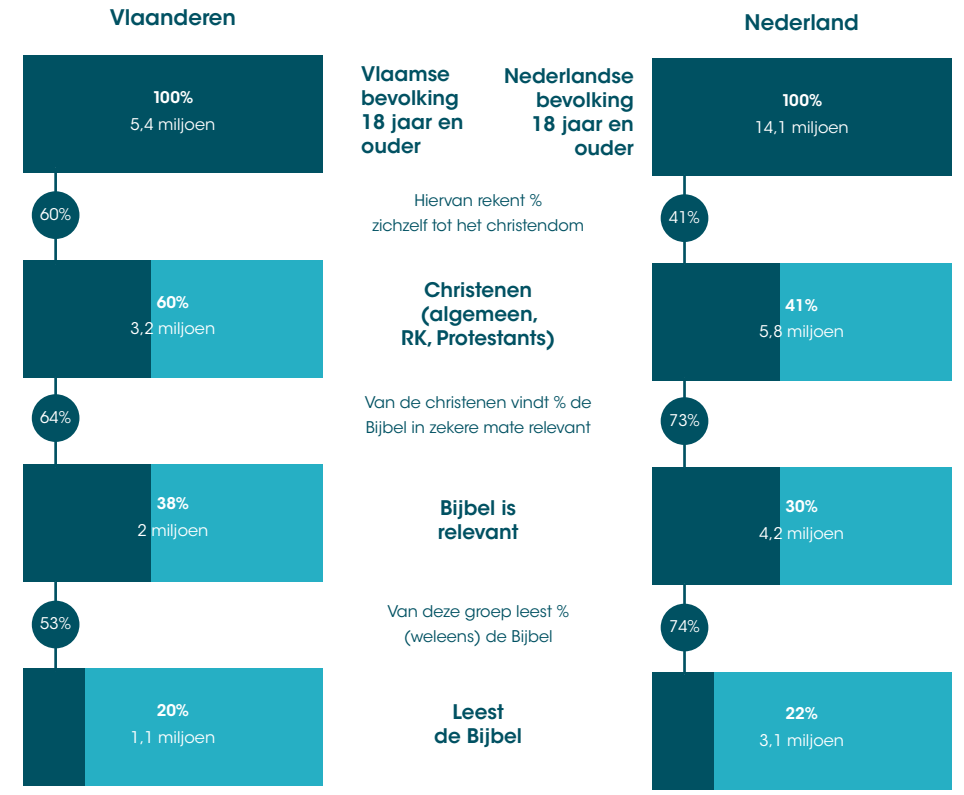 Vlaanderen
Nederland
100%
5,4 miljoen
Vlaamse
bevolking
18 jaar en
ouder
Nederlandse
bevolking
18 jaar en
ouder
100%
14,1 miljoen
60%
Hiervan rekent %
zichzelf tot het christendom
41%
60%
3,2 miljoen
Christenen
(algemeen,
RK, Protestants)
41%
5,8 miljoen
64%
Van de christenen vindt % de
Bijbel in zekere mate relevant
73%
38%
2 miljoen
Bijbel is
relevant
30%
4,2 miljoen
53%
Van deze groep leest %
(weleens) de Bijbel
74%
20%
1,1 miljoen
Leest
de Bijbel
22%
3,1 miljoen